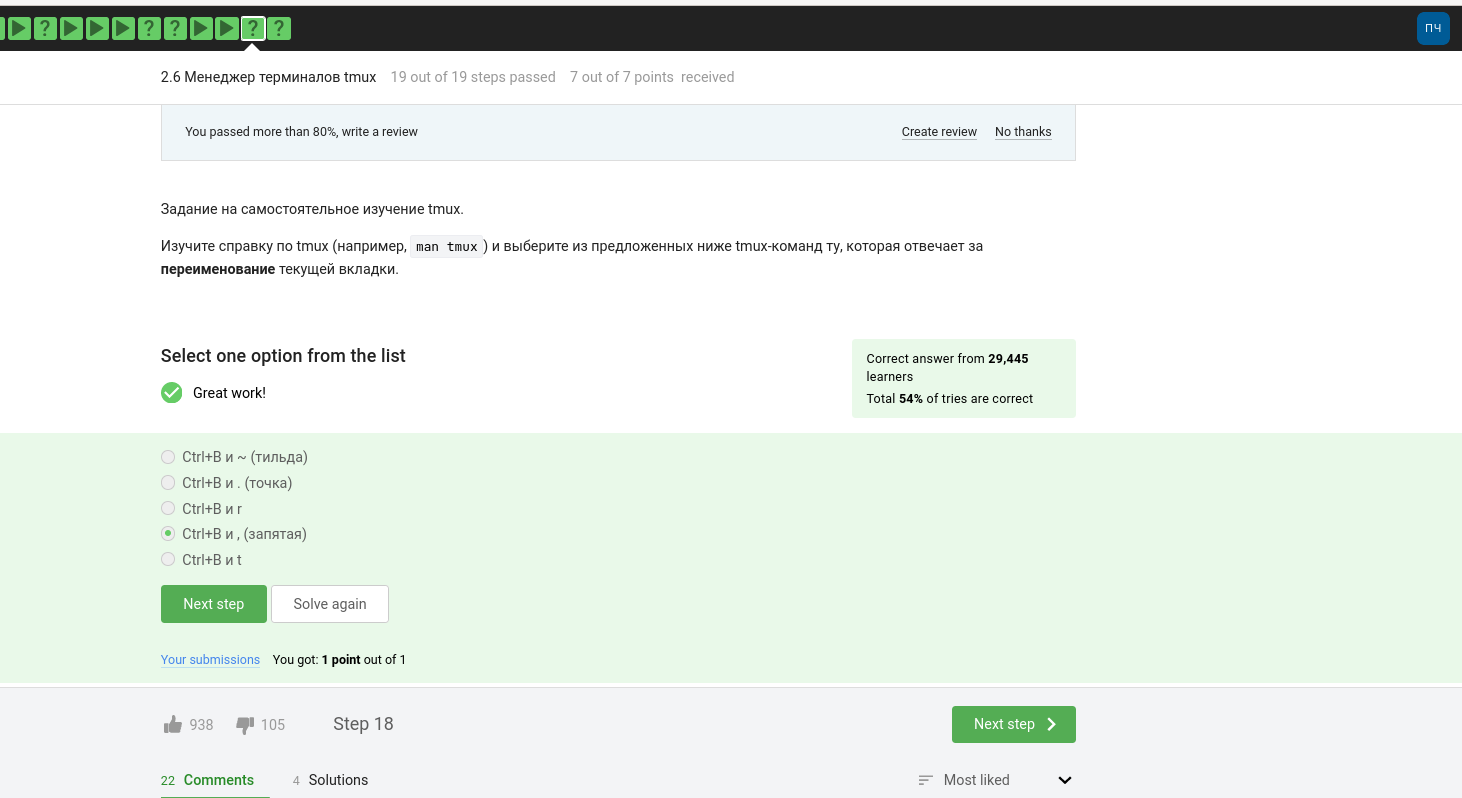 ? ? ? ? ?
ПЧ
2.6 Менеджер терминалов tmux 19 out of 19 steps passed 7 out of 7 points received
You passed more than 80%, write a review Create review No thanks
Задание на самостоятельное изучение tmux.
Изучите справку по tmux (например, man tmux) и выберите из предложенных ниже tmux-команд ту, которая отвечает за
переименование текущей вкладки.
Select one option from the list
Great work!
Correct answer from 29,445
learners
Total 54% of tries are correct
Ctrl+B и ~ (тильда)
Ctrl+B и . (точка)
Ctrl+B и r
Ctrl+B и , (запятая)
Ctrl+B и t
Next step Solve again
Your submissions You got: 1 point out of 1
938 105 Step 18 Next step
22 Comments 4 Solutions Most liked